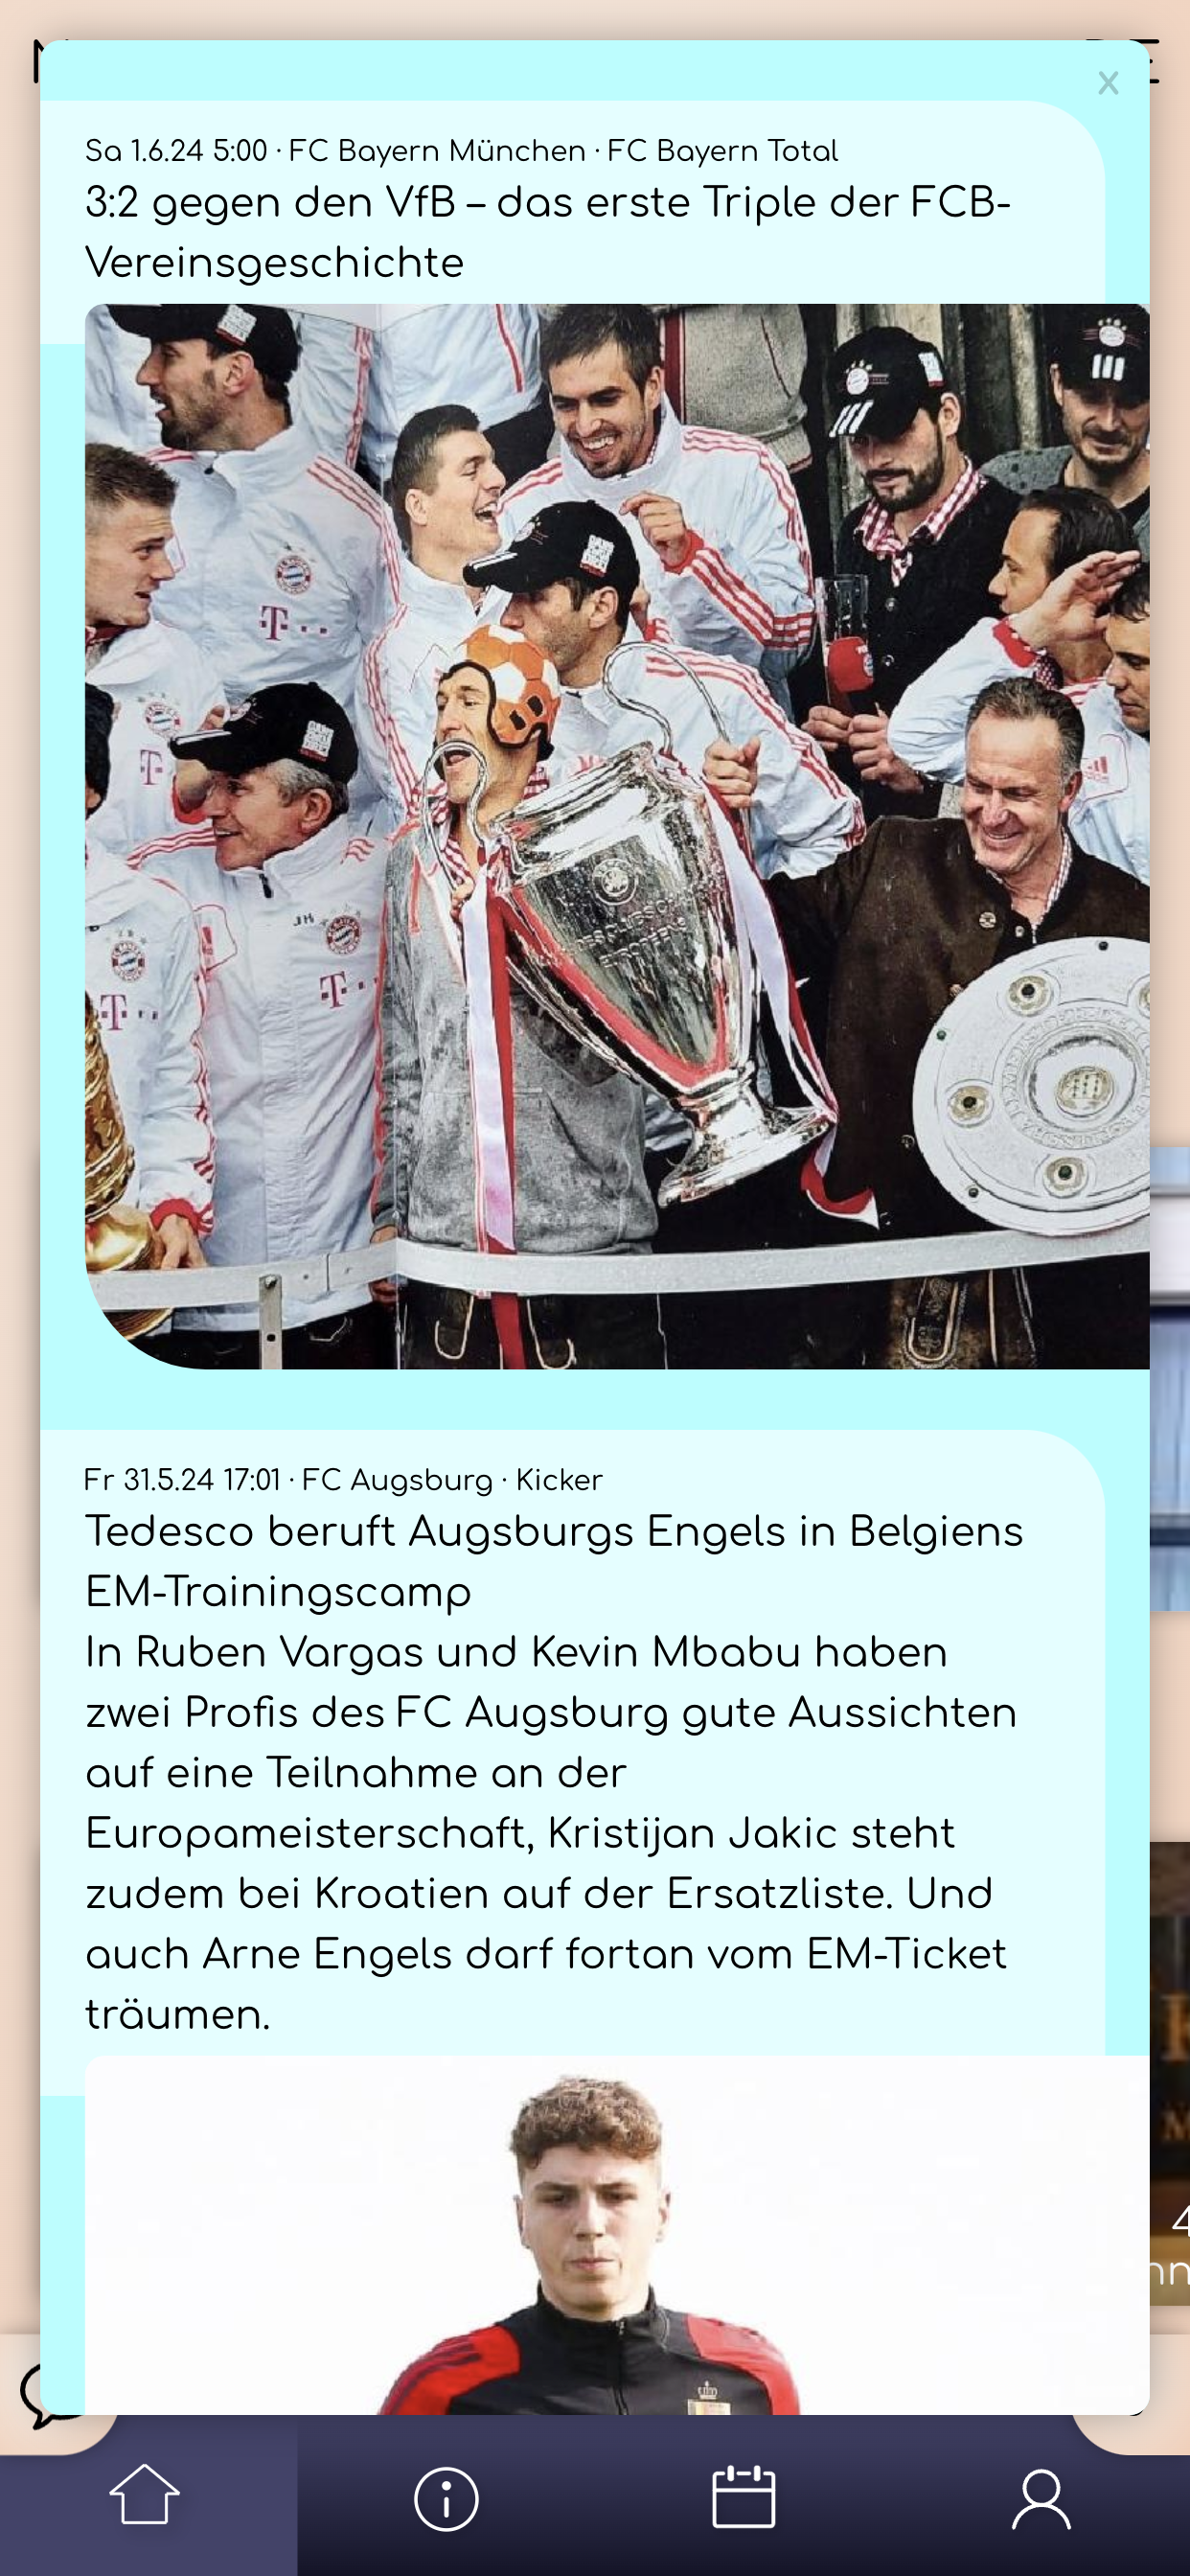 x
Sa 1.6.24 5:00 · FC Bayern München · FC Bayern Total
3:2 gegen den VfB – das erste Triple der FCB-
Vereinsgeschichte
Fr 31.5.24 17:01 · FC Augsburg · Kicker
Tedesco beruft Augsburgs Engels in Belgiens
EM-Trainingscamp
In Ruben Vargas und Kevin Mbabu haben
zwei Profis des FC Augsburg gute Aussichten
auf eine Teilnahme an der
Europameisterschaft, Kristijan Jakic steht
zudem bei Kroatien auf der Ersatzliste. Und
auch Arne Engels darf fortan vom EM-Ticket
träumen.